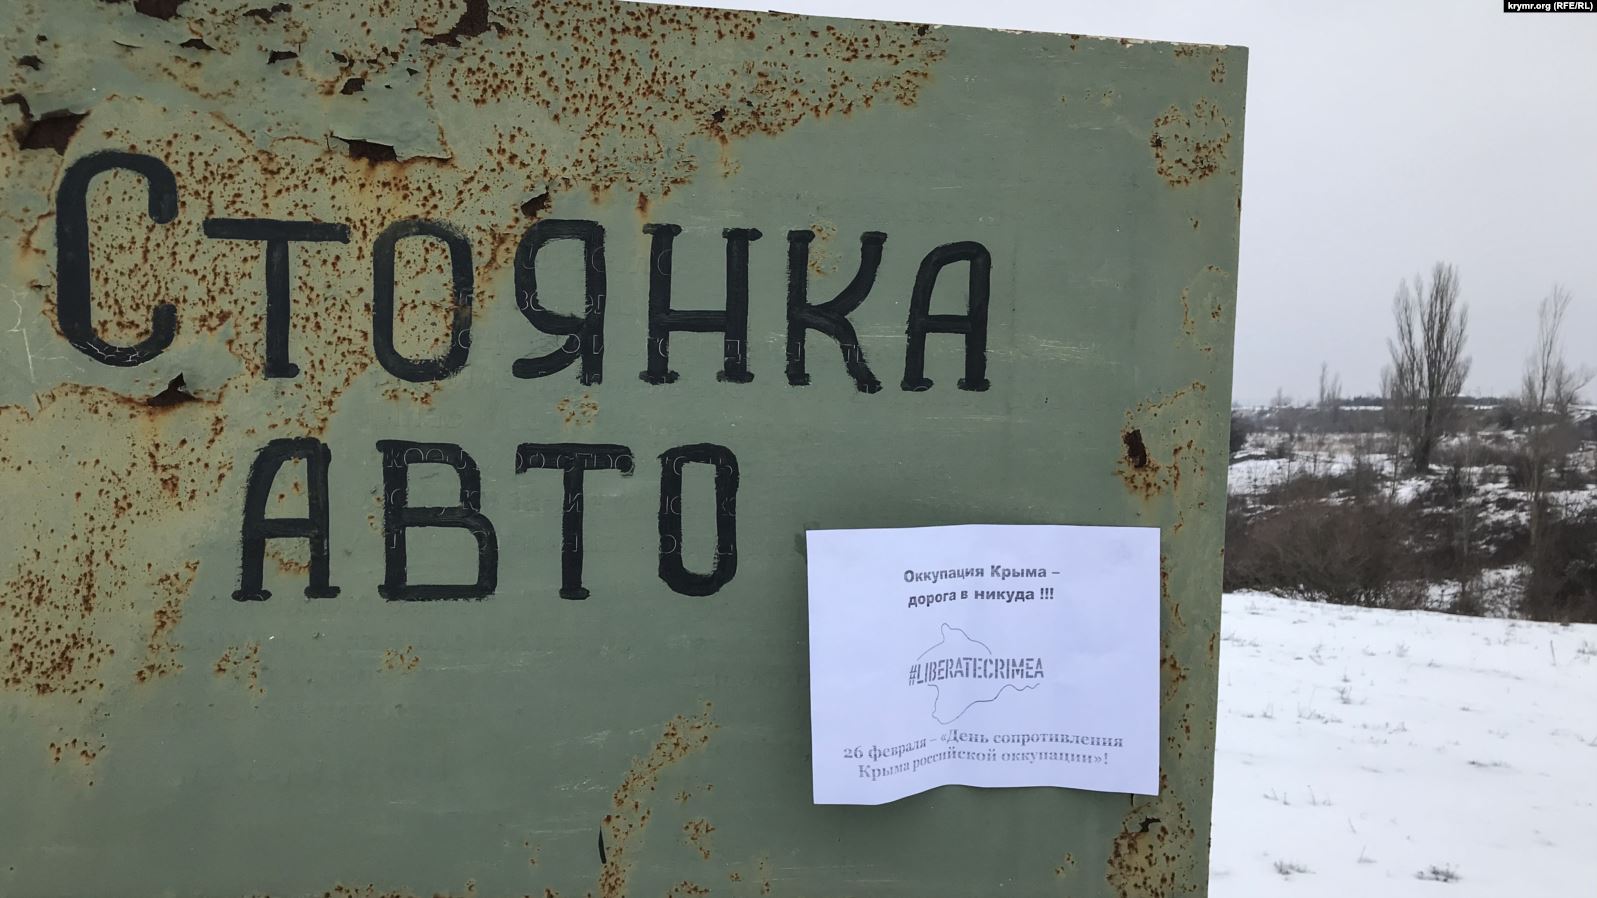 krymr.org (RFE/RL)
Стоянка
авто
Оккупация Крыма –
дорога в никуда !!!
#LIBERATECRIMEA
26 февраля – «День сопротивления
Крыма российской оккупации»!